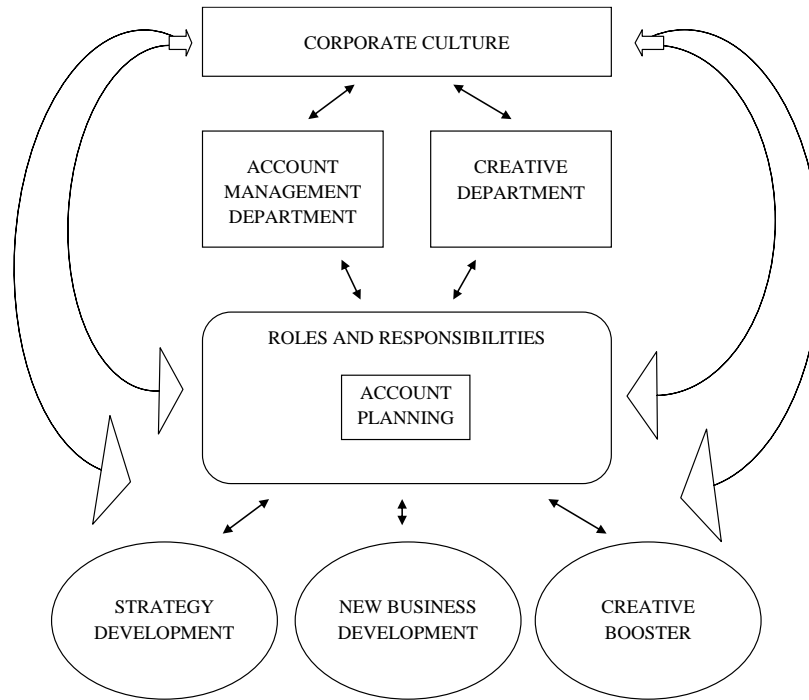 CORPORATE CULTURE
ACCOUNT
MANAGEMENT
DEPARTMENT
CREATIVE
DEPARTMENT
ROLES AND RESPONSIBILITIES
ACCOUNT
PLANNING
STRATEGY
DEVELOPMENT
NEW BUSINESS
DEVELOPMENT
CREATIVE
BOOSTER